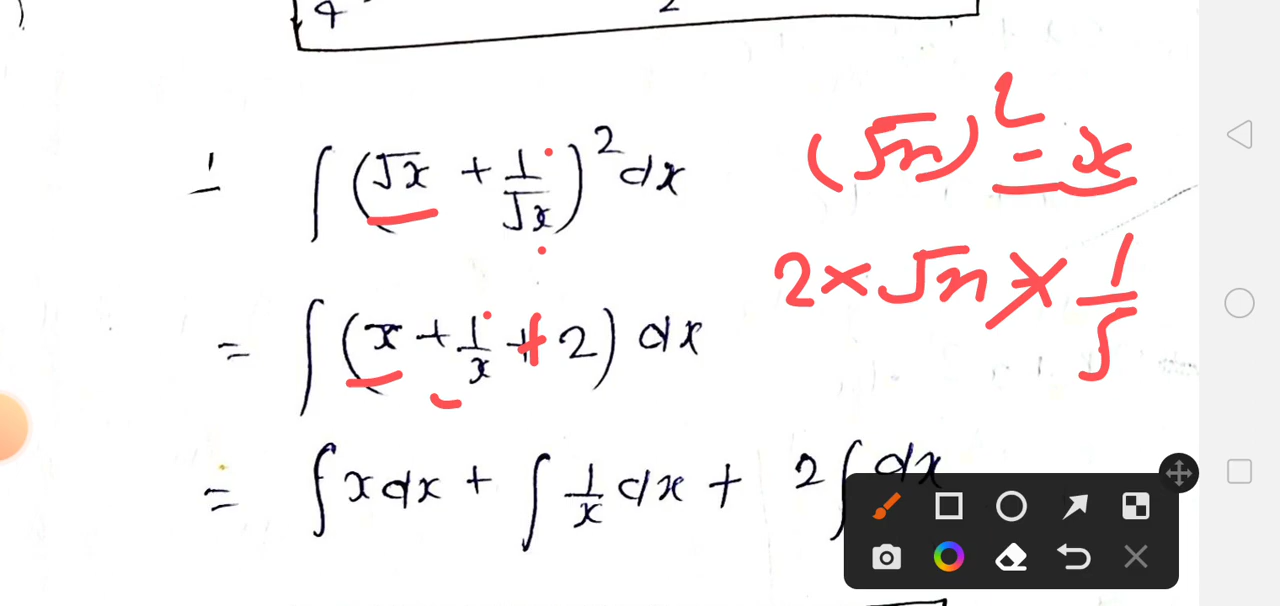 ∫(√x + 1/√x)² dx
(√x)² = x
2 × √x × 1/√
= ∫(x + 1/x + 2) dx
= ∫x dx + ∫1/x dx + 2∫dx